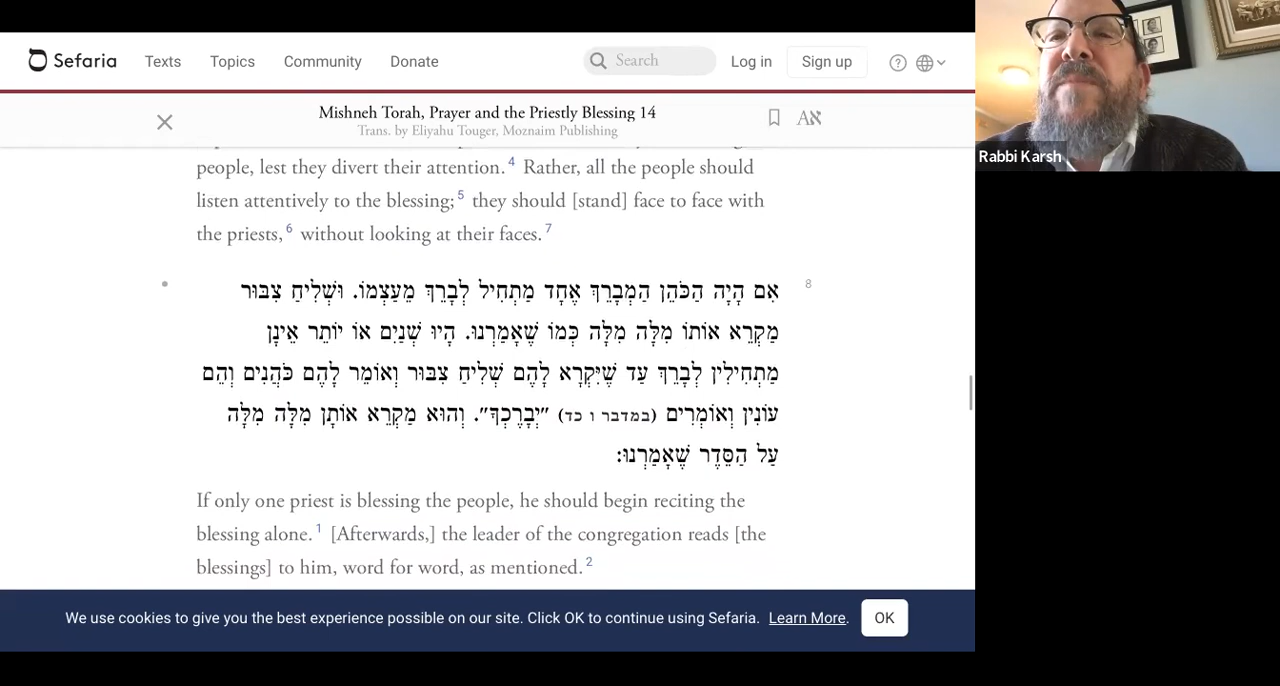 Sefaria Texts Topics Community Donate Search Log in Sign up
Mishneh Torah, Prayer and the Priestly Blessing 14
Trans. by Eliyahu Touger, Moznaim Publishing
Aא
Rabbi Karsh
people, lest they divert their attention.4 Rather, all the people should
listen attentively to the blessing;5 they should [stand] face to face with
the priests,6 without looking at their faces.7
8
אִם הָיָה הַכֹּהֵן הַמְבָרֵךְ אֶחָד מַתְחִיל לְבָרֵךְ מֵעַצְמוֹ. וּשְׁלִיחַ צִבּוּר
מַקְרֵא אוֹתוֹ מִלָּה מִלָּה כְּמוֹ שֶׁאָמַרְנוּ. הָיוּ שְׁנַיִם אוֹ יוֹתֵר אֵינָן
מַתְחִילִין לְבָרֵךְ עַד שֶׁיִּקְרָא לָהֶם שְׁלִיחַ צִבּוּר וְאוֹמֵר לָהֶם כֹּהֲנִים וְהֵם
עוֹנִין וְאוֹמְרִים (במדבר ו כד) "יְבָרֶכְךָ". וְהוּא מַקְרֵא אוֹתָן מִלָּה מִלָּה
עַל הַסֵּדֶר שֶׁאָמַרְנוּ:
If only one priest is blessing the people, he should begin reciting the
blessing alone.1 [Afterwards,] the leader of the congregation reads [the
blessings] to him, word for word, as mentioned.2
We use cookies to give you the best experience possible on our site. Click OK to continue using Sefaria. Learn More. OK